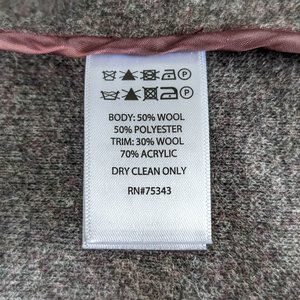 BODY: 50% WOOL
50% POLYESTER
TRIM: 30% WOOL
70% ACRYLIC
DRY CLEAN ONLY
RN#75343